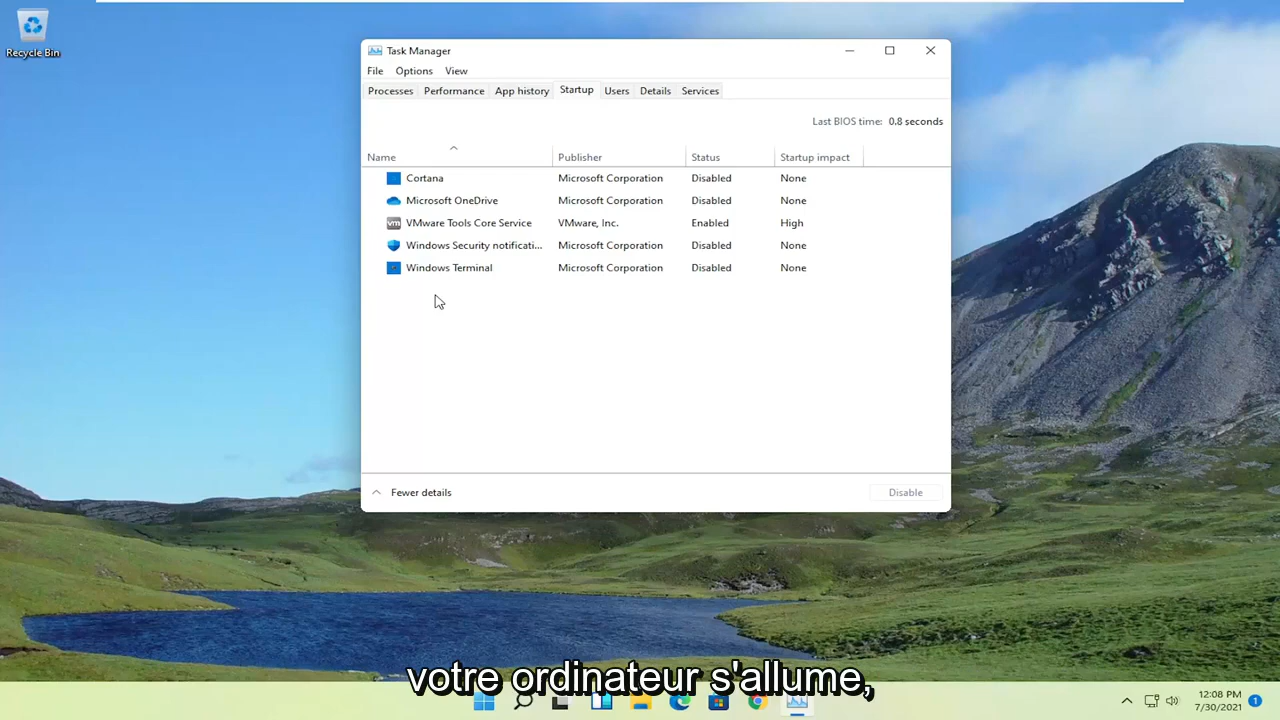 Recycle Bin
Task Manager
File Options View
Processes Performance App history Startup Users Details Services
Last BIOS time: 0.8 seconds
Name Publisher Status Startup impact
Cortana Microsoft Corporation Disabled None
Microsoft OneDrive Microsoft Corporation Disabled None
vm VMware Tools Core Service VMware, Inc. Enabled High
Windows Security notificati... Microsoft Corporation Disabled None
Windows Terminal Microsoft Corporation Disabled None
Fewer details Disable
votre ordinateur s'allume,
12:08 PM
7/30/2021 1